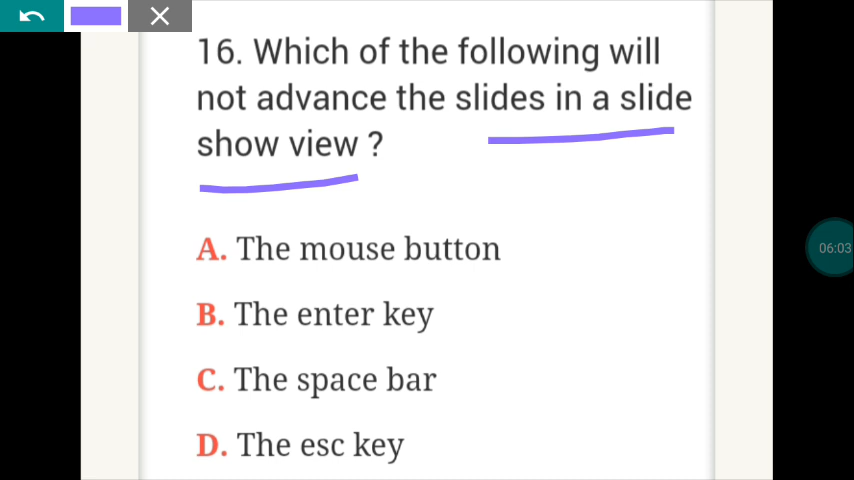 16. Which of the following will
not advance the slides in a slide
show view ?
A. The mouse button
B. The enter key
C. The space bar
D. The esc key
06:03